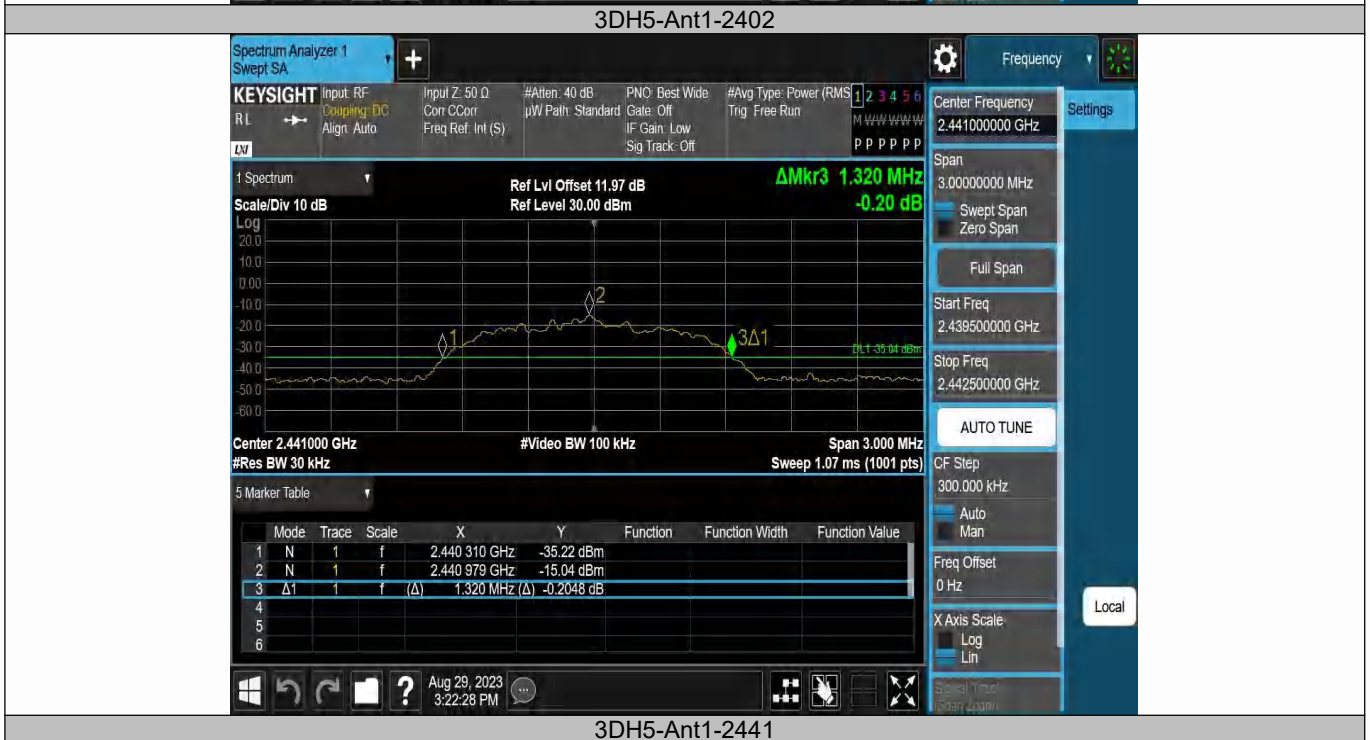 3DH5-Ant1-2402
Spectrum Analyzer 1
Swept SA
+
Frequency
KEYSIGHT
Input: RF
Coupling: DC
Align: Auto
Input Z: 50 Ω
Corr CCorr
Freq Ref: Int (S)
#Atten: 40 dB
µW Path: Standard
PNO: Best Wide
Gate: Off
IF Gain: Low
Sig Track: Off
#Avg Type: Power (RMS
Trig: Free Run
1 2 3 4 5 6
M W W W W W
P P P P P P
RL
LXI
Center Frequency
2.441000000 GHz
Settings
1 Spectrum
Ref Lvl Offset 11.97 dB
ΔMkr3 1.320 MHz
Scale/Div 10 dB
Ref Level 30.00 dBm
-0.20 dB
Log
20.0
10.0
0.00
-10.0
-20.0
-30.0
-40.0
-50.0
-60.0
1
2
3Δ1
DL1 -35.04 dBm
Center 2.441000 GHz
#Video BW 100 kHz
Span 3.000 MHz
#Res BW 30 kHz
Sweep 1.07 ms (1001 pts)
Span
3.00000000 MHz
Swept Span
Zero Span
Full Span
Start Freq
2.439500000 GHz
Stop Freq
2.442500000 GHz
AUTO TUNE
CF Step
300.000 kHz
Auto
Man
Freq Offset
0 Hz
X Axis Scale
Log
Lin
Local
5 Marker Table
Mode Trace Scale X Y Function Function Width Function Value
1 N 1 f 2.440 310 GHz -35.22 dBm
2 N 1 f 2.440 979 GHz -15.04 dBm
3 Δ1 1 f (Δ) 1.320 MHz (Δ) -0.2048 dB
4
5
6
?
Aug 29, 2023
3:22:28 PM
3DH5-Ant1-2441